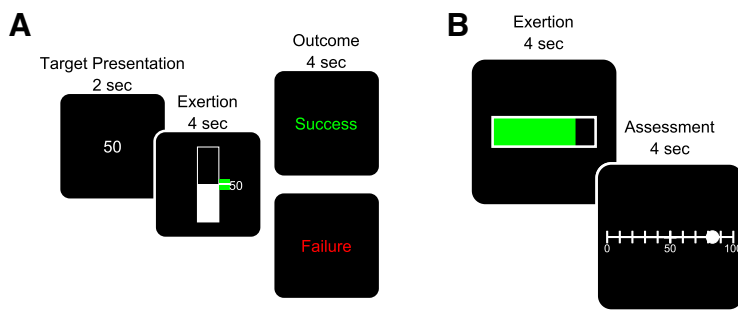 A
Target Presentation
2 sec
50
Exertion
4 sec
50
Outcome
4 sec
Success
Failure
B
Exertion
4 sec
Assessment
4 sec
0 50 100